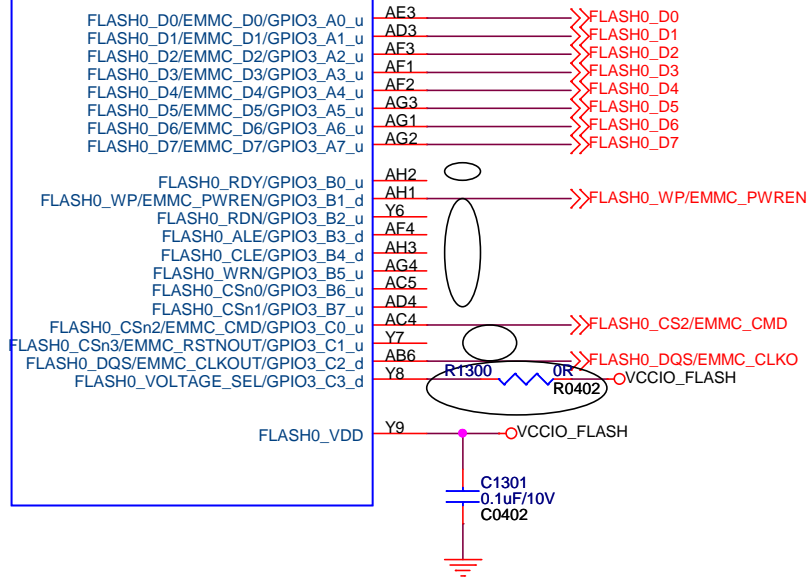 FLASH0_D0/EMMC_D0/GPIO3_A0_u AE3 FLASH0_D0
FLASH0_D1/EMMC_D1/GPIO3_A1_u AD3 FLASH0_D1
FLASH0_D2/EMMC_D2/GPIO3_A2_u AF3 FLASH0_D2
FLASH0_D3/EMMC_D3/GPIO3_A3_u AF1 FLASH0_D3
FLASH0_D4/EMMC_D4/GPIO3_A4_u AF2 FLASH0_D4
FLASH0_D5/EMMC_D5/GPIO3_A5_u AG3 FLASH0_D5
FLASH0_D6/EMMC_D6/GPIO3_A6_u AG1 FLASH0_D6
FLASH0_D7/EMMC_D7/GPIO3_A7_u AG2 FLASH0_D7
FLASH0_RDY/GPIO3_B0_u AH2
FLASH0_WP/EMMC_PWREN/GPIO3_B1_d AH1 FLASH0_WP/EMMC_PWREN
FLASH0_RDN/GPIO3_B2_u Y6
FLASH0_ALE/GPIO3_B3_d AF4
FLASH0_CLE/GPIO3_B4_d AH3
FLASH0_WRN/GPIO3_B5_u AG4
FLASH0_CSn0/GPIO3_B6_u AC5
FLASH0_CSn1/GPIO3_B7_u AD4
FLASH0_CSn2/EMMC_CMD/GPIO3_C0_u AC4 FLASH0_CS2/EMMC_CMD
FLASH0_CSn3/EMMC_RSTNOUT/GPIO3_C1_u Y7
FLASH0_DQS/EMMC_CLKOUT/GPIO3_C2_d AB6 FLASH0_DQS/EMMC_CLKO
FLASH0_VOLTAGE_SEL/GPIO3_C3_d Y8 R1300 0R VCCIO_FLASH
R0402
FLASH0_VDD Y9 VCCIO_FLASH
C1301
0.1uF/10V
C0402